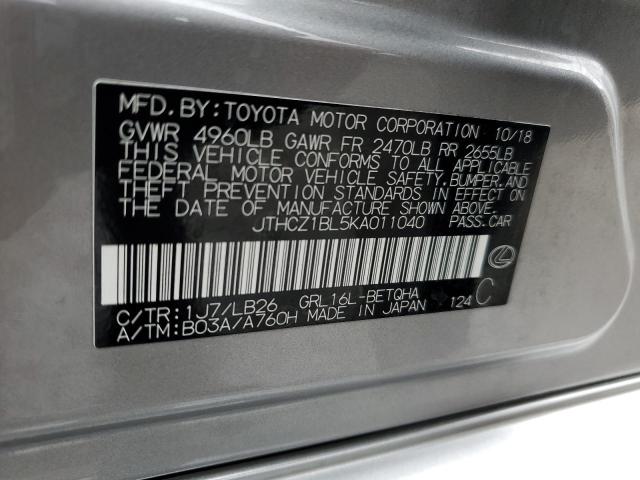 MFD. BY: TOYOTA MOTOR CORPORATION 10/18
GVWR 4960LB GAWR FR 2470LB RR 2655LB
THIS VEHICLE CONFORMS TO ALL APPLICABLE
FEDERAL MOTOR VEHICLE SAFETY, BUMPER, AND
THEFT PREVENTION STANDARDS IN EFFECT ON
THE DATE OF MANUFACTURE SHOWN ABOVE.
JTHCZ1BL5KA011040 PASS. CAR
C/TR: 1J7/LB26 GRL16L-BETQHA 124 C
A/TM: B03A/A760H MADE IN JAPAN